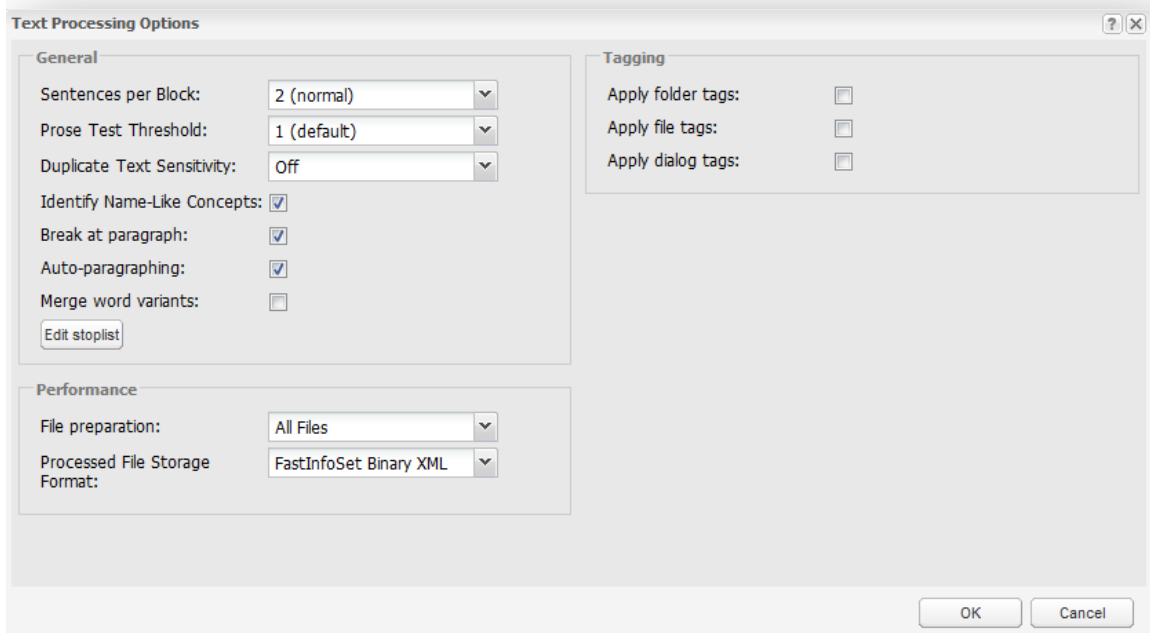 Text Processing Options
General
Sentences per Block: 2 (normal)
Prose Test Threshold: 1 (default)
Duplicate Text Sensitivity: Off
Identify Name-Like Concepts:
Break at paragraph:
Auto-paragraphing:
Merge word variants:
Edit stoplist
Performance
File preparation: All Files
Processed File Storage FastInfoSet Binary XML
Format:
Tagging
Apply folder tags:
Apply file tags:
Apply dialog tags:
OK Cancel